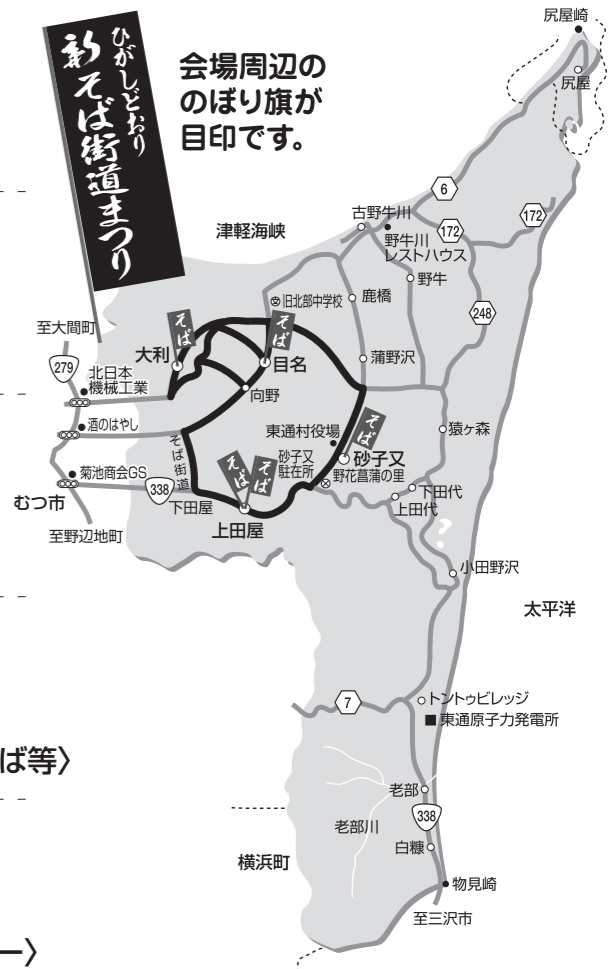 ひがしどおり
新そば街道まつり
会場周辺の
のぼり旗が
目印です。
尻屋崎
尻屋
6
172
古野牛川
172
野牛川
レストハウス
津軽海峡
野牛
旧北部中学校
鹿橋
248
至大間町
そば
そば
大利
目名
蒲野沢
279
北日本
機械工業
向野
そば
猿ヶ森
酒のはやし
東通村役場
砂子又
そば街道
砂子又
駐在所
野花菖蒲の里
菊池商会GS
そば
そば
338
下田代
上田代
むつ市
下田屋
上田屋
至野辺地町
小田野沢
太平洋
7
トントゥビレッジ
東通原子力発電所
ば等〉
老部
338
老部川
白糠
横浜町
物見崎
至三沢市
ー〉